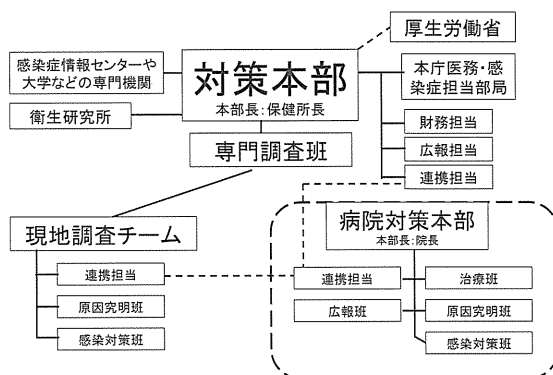 厚生労働省
感染症情報センターや
大学などの専門機関
対策本部
本部長:保健所長
本庁医務・感
染症担当部局
衛生研究所
財務担当
専門調査班
広報担当
連携担当
現地調査チーム
病院対策本部
本部長:院長
連携担当
連携担当
治療班
原因究明班
広報班
原因究明班
感染対策班
感染対策班